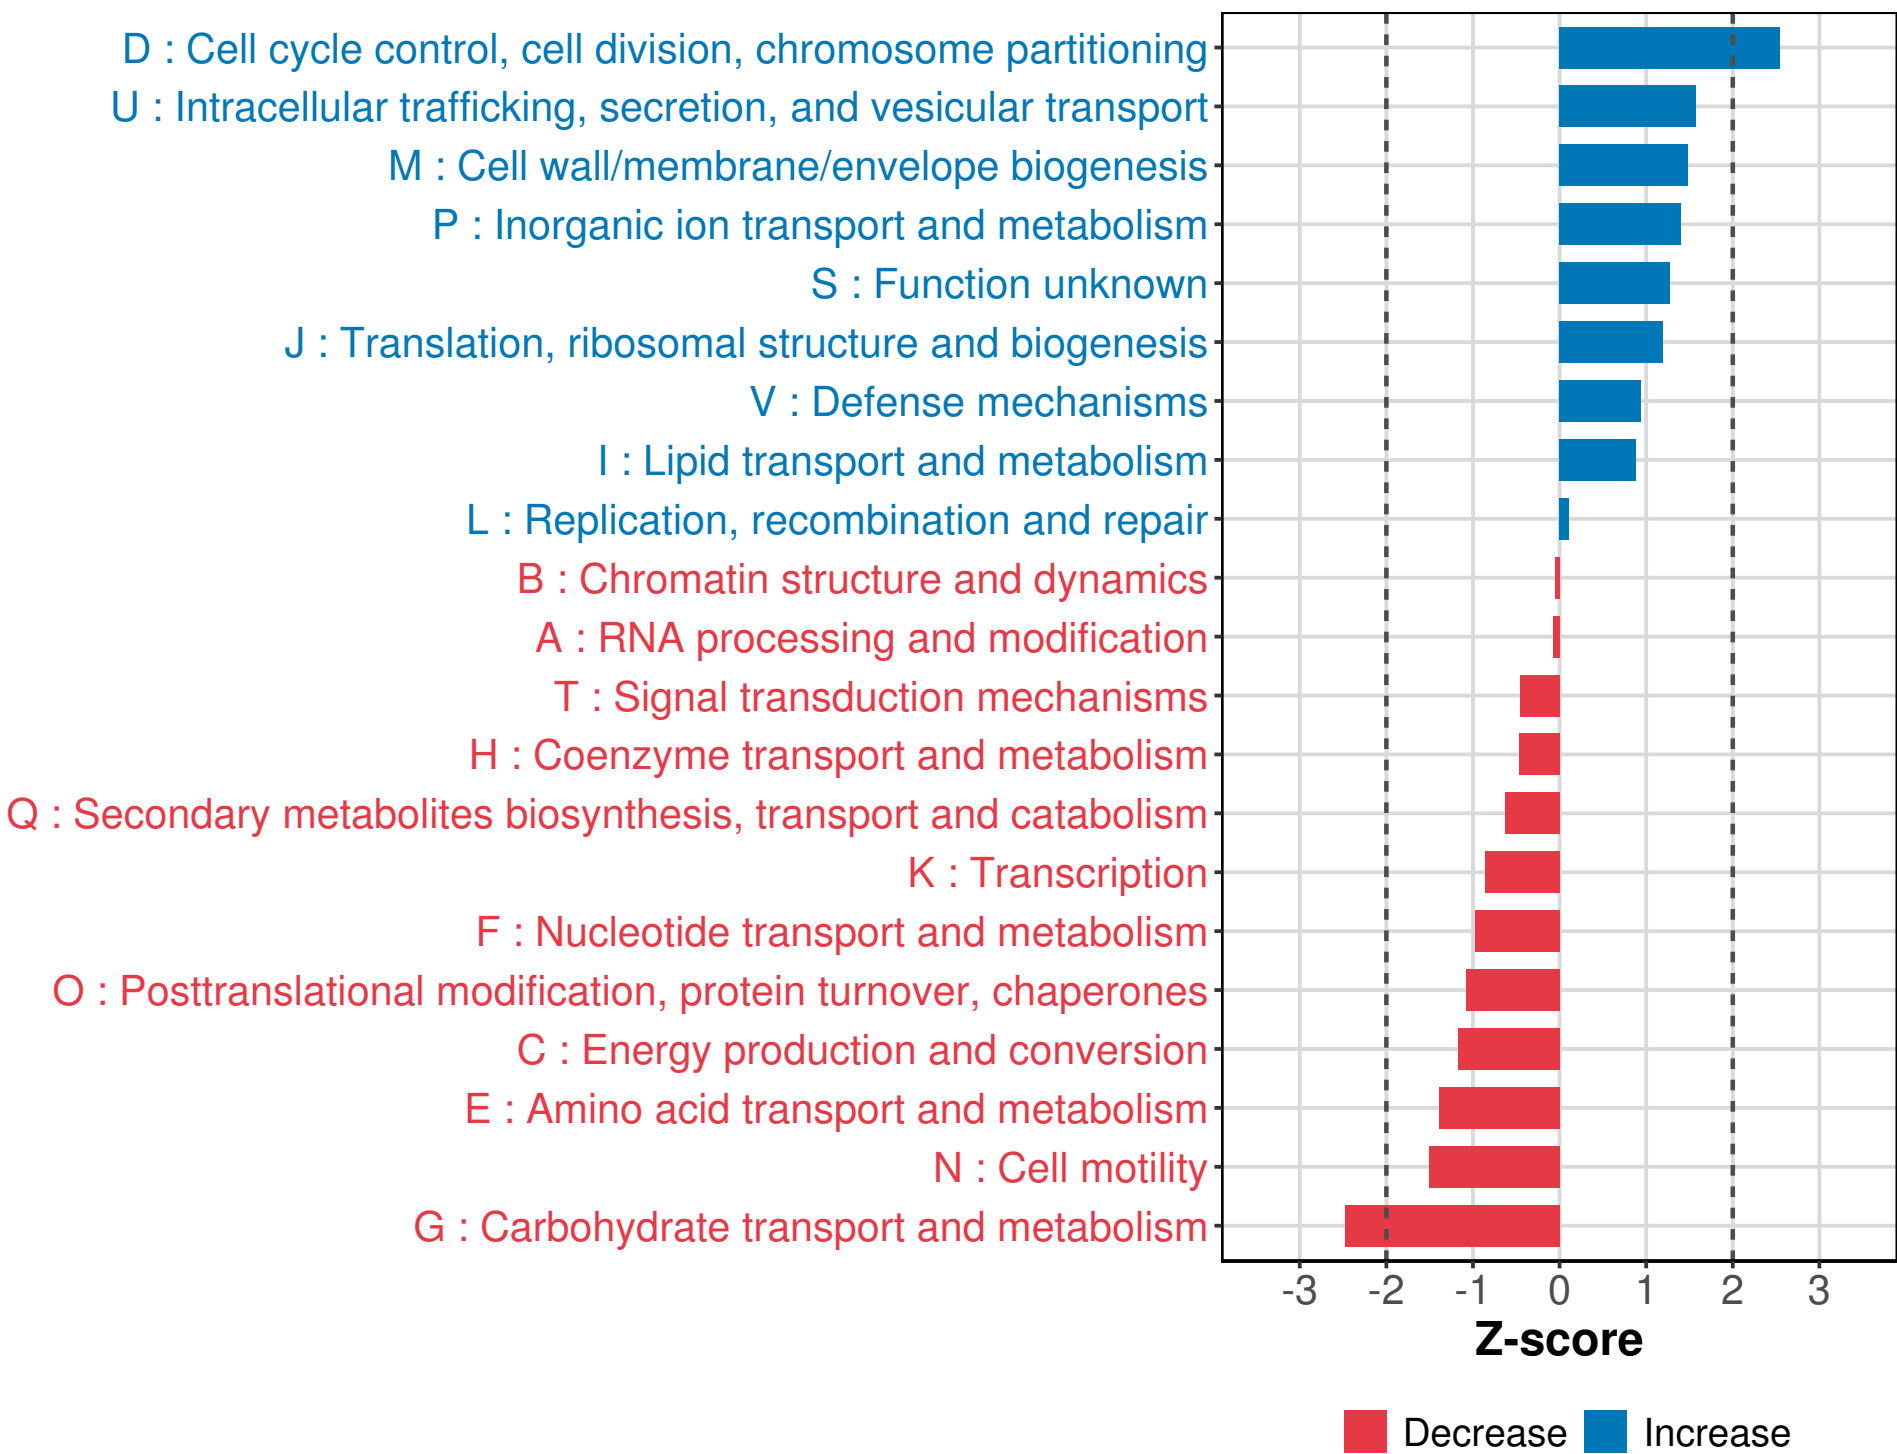 D : Cell cycle control, cell division, chromosome partitioning
U : Intracellular trafficking, secretion, and vesicular transport
M : Cell wall/membrane/envelope biogenesis
P : Inorganic ion transport and metabolism
S : Function unknown
J : Translation, ribosomal structure and biogenesis
V : Defense mechanisms
I : Lipid transport and metabolism
L : Replication, recombination and repair
B : Chromatin structure and dynamics
A : RNA processing and modification
T : Signal transduction mechanisms
H : Coenzyme transport and metabolism
Q : Secondary metabolites biosynthesis, transport and catabolism
K : Transcription
F : Nucleotide transport and metabolism
O : Posttranslational modification, protein turnover, chaperones
C : Energy production and conversion
E : Amino acid transport and metabolism
N : Cell motility
G : Carbohydrate transport and metabolism
-3 -2 -1 0 1 2 3
Z-score
Decrease Increase